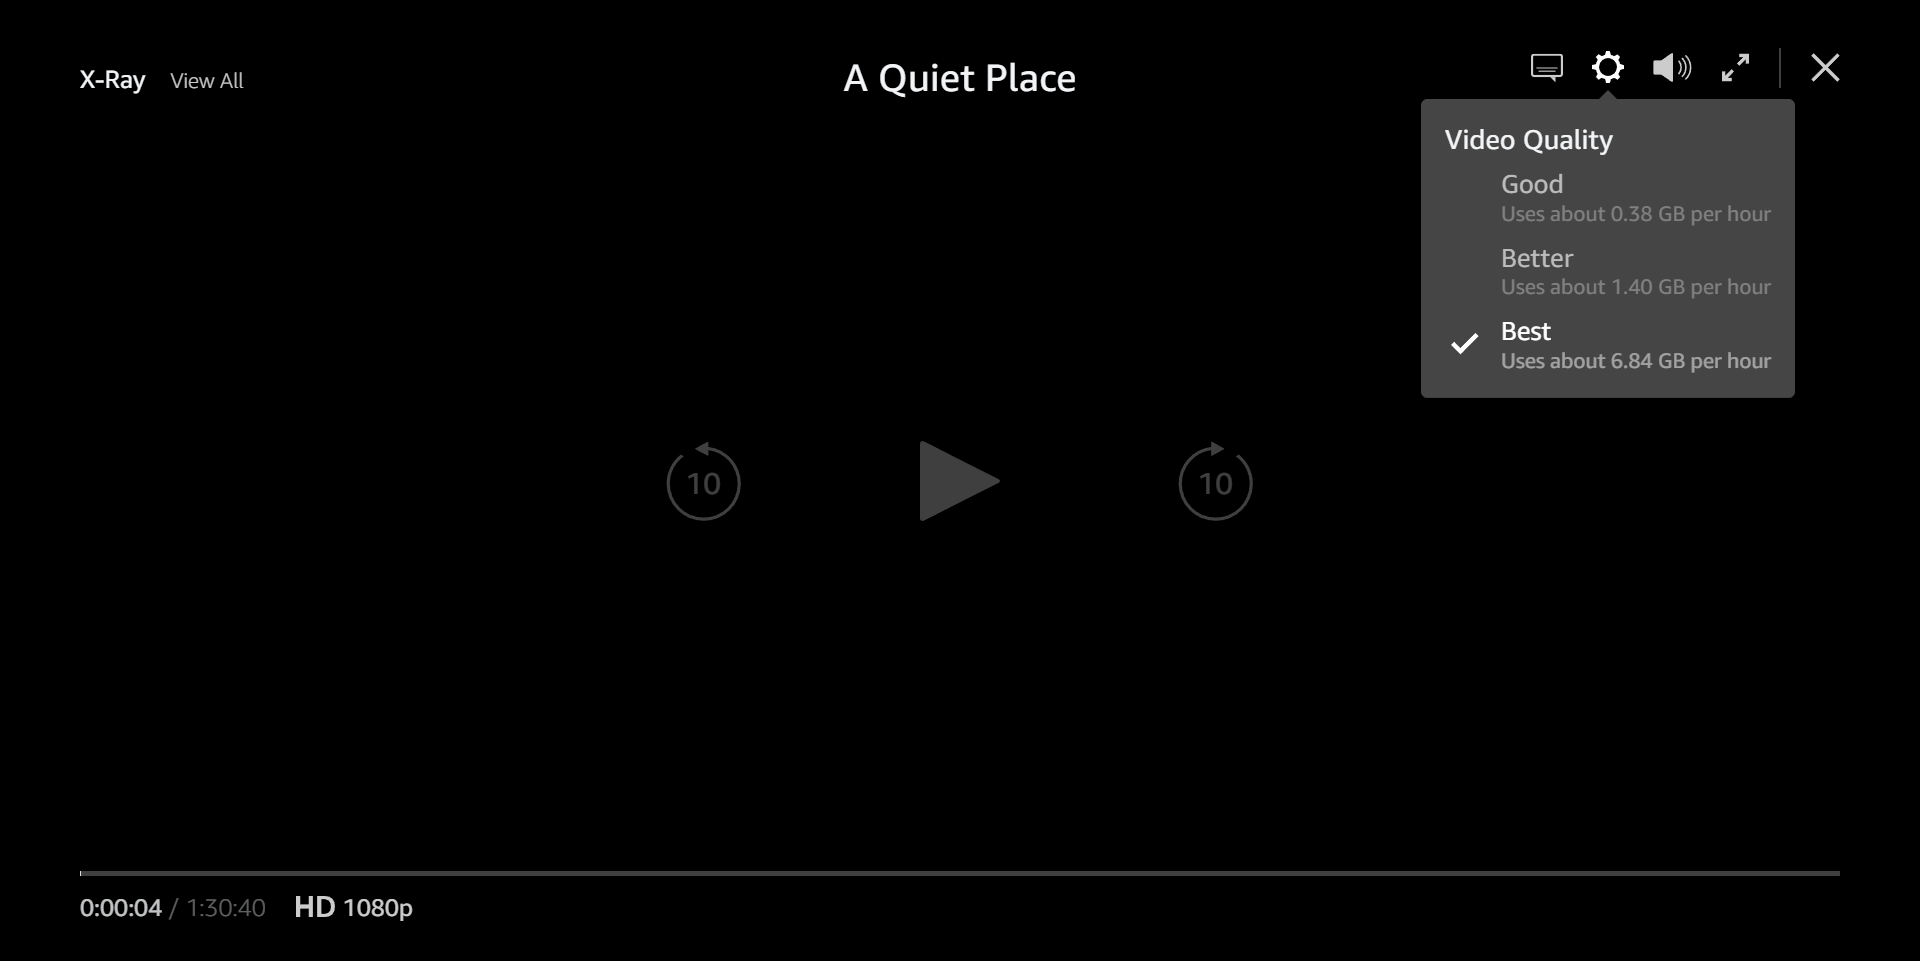 X-Ray View All
A Quiet Place
Video Quality
Good
Uses about 0.38 GB per hour
Better
Uses about 1.40 GB per hour
Best
Uses about 6.84 GB per hour
10
10
0:00:04 / 1:30:40 HD 1080p